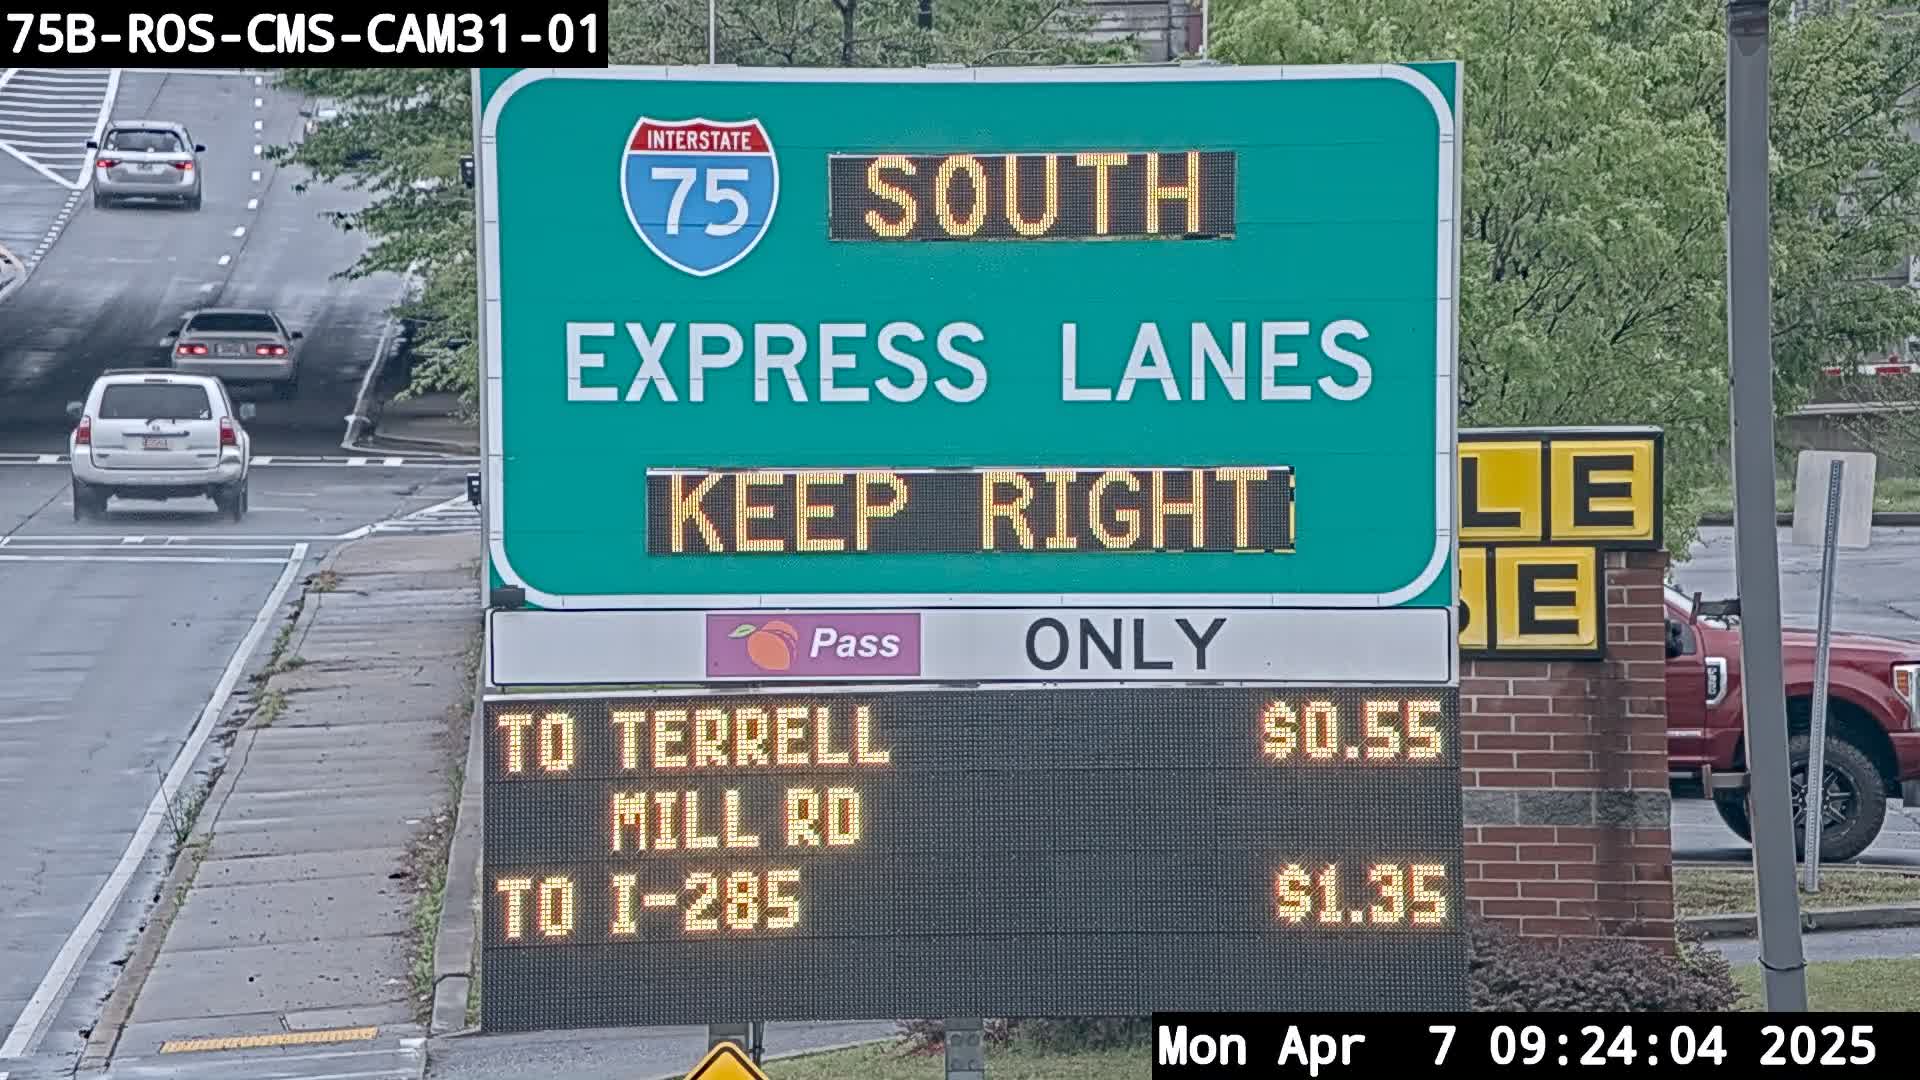 75B-ROS-CMS-CAM31-01
INTERSTATE
75
SOUTH
EXPRESS LANES
KEEP RIGHT
Pass ONLY
TO TERRELL $0.55
MILL RD
TO I-285 $1.35
LE
E
Mon Apr 7 09:24:04 2025